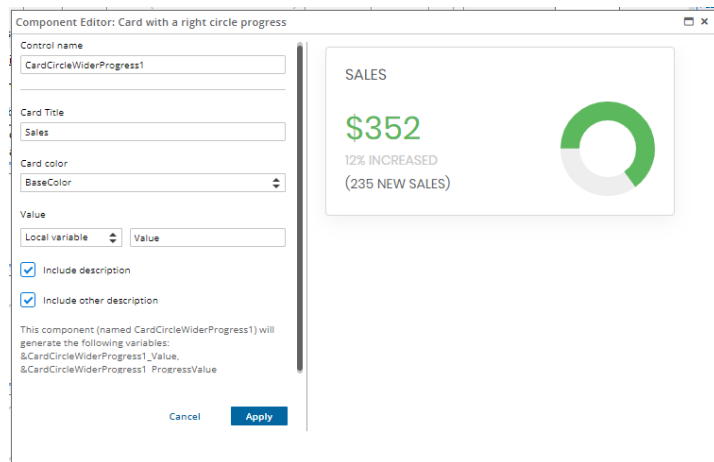 Component Editor: Card with a right circle progress
Control name
CardCircleWiderProgress1
Card Title
Sales
Card color
BaseColor
Value
Local variable
Value
Include description
Include other description
This component (named CardCircleWiderProgress1) will
generate the following variables:
&CardCircleWiderProgress1_Value,
&CardCircleWiderProgress1_ProgressValue
Cancel
Apply
SALES
$352
12% INCREASED
(235 NEW SALES)